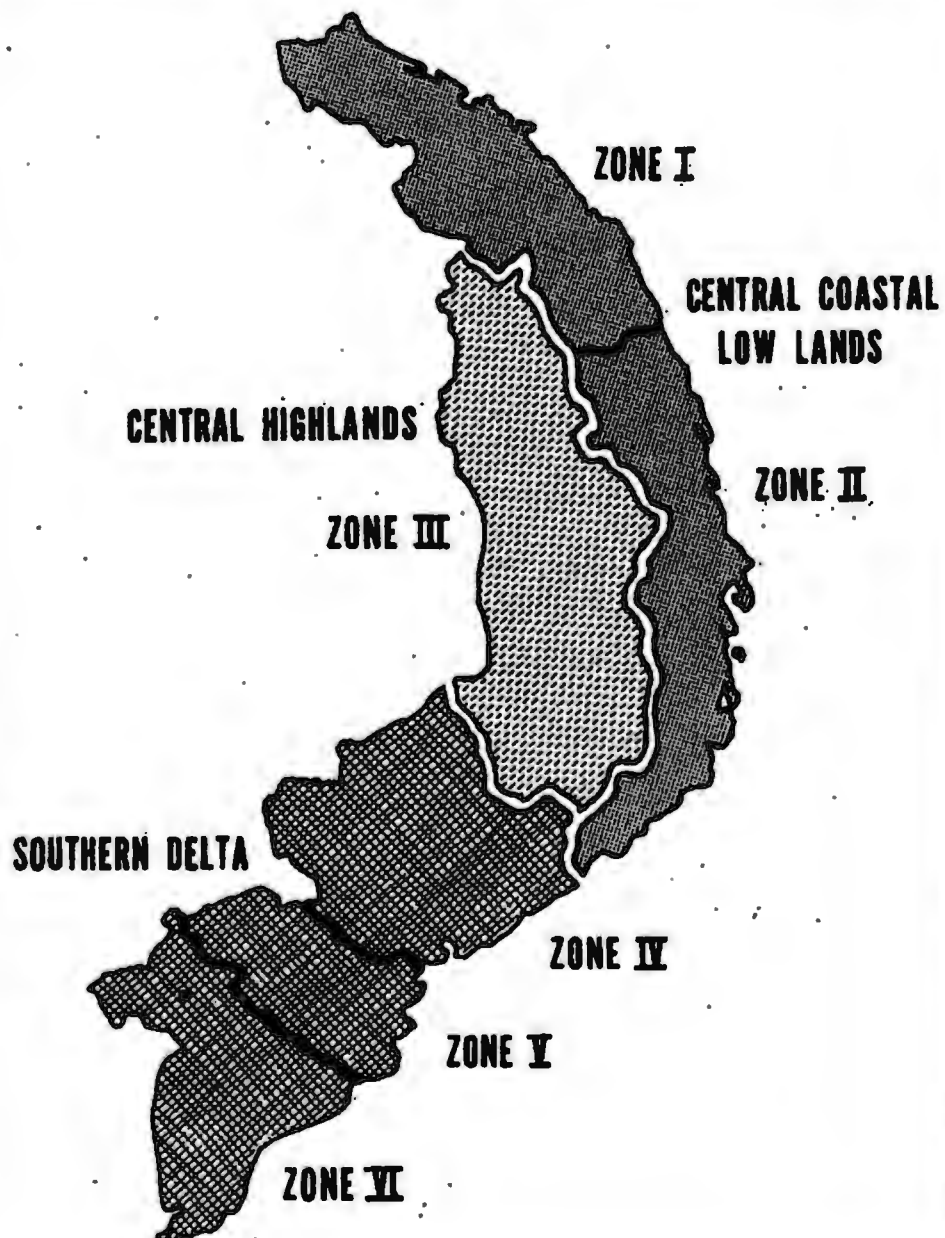 ZONE I
CENTRAL COASTAL
LOW LANDS
CENTRAL HIGHLANDS
ZONE II
ZONE III
SOUTHERN DELTA
ZONE IV
ZONE V
ZONE VI